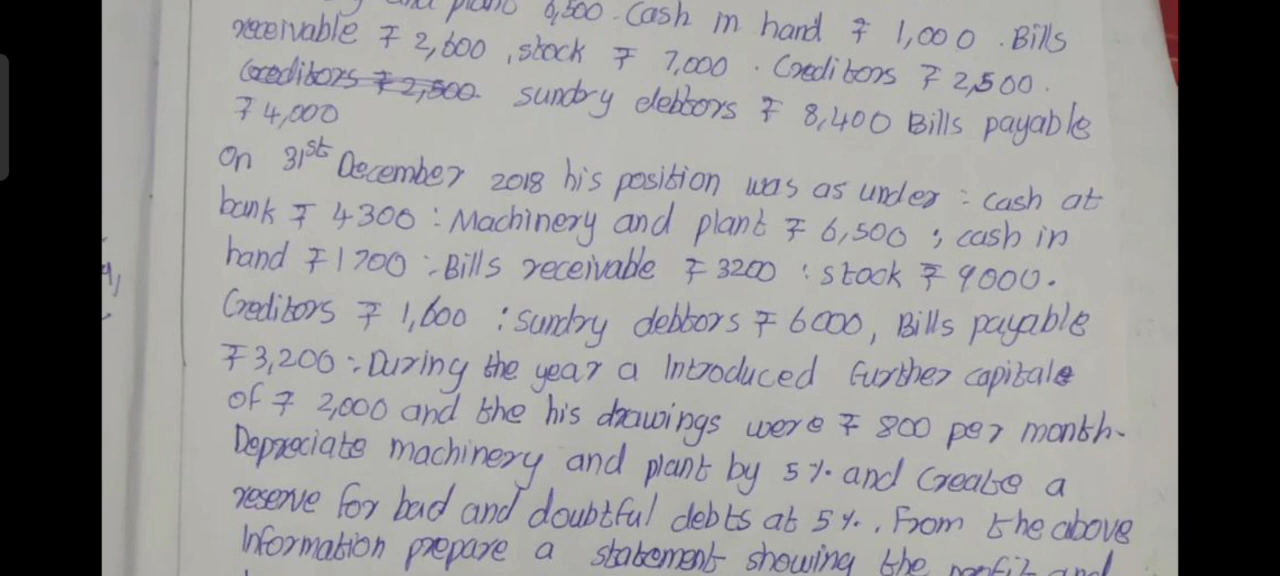 and plant 6,500. Cash in hand ₹ 1,000. Bills
receivable ₹ 2,600, stock ₹ 7,000. Creditors ₹ 2,500.
Creditors ₹ 2,500. sundry debtors ₹ 8,400 Bills payable
₹ 4,000
On 31st December 2018 his position was as under : cash at
bank ₹ 4300 : Machinery and plant ₹ 6,500 ; cash in
hand ₹ 1700 : Bills receivable ₹ 3200 : stock ₹ 9000.
Creditors ₹ 1,600 : sundry debtors ₹ 6000, Bills payable
₹ 3,200 : During the year a Introduced further capitale
of ₹ 2,000 and the his drawings were ₹ 800 per month.
Depreciate machinery and plant by 5 %. and Create a
reserve for bad and doubtful debts at 5 %. From the above
Information prepare a statement showing the profit and